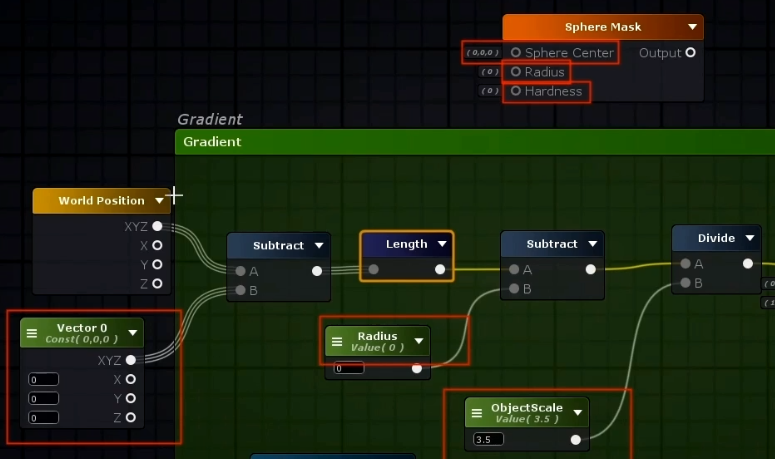 Sphere Mask
(0,0,0) Sphere Center Output
(0) Radius
(0) Hardness
Gradient
Gradient
World Position
XYZ
X
Y
Z
Subtract
A
B
Length
Subtract
A
B
Divide
A
B
(0
(1
Vector 0
Const( 0,0,0 )
XYZ
0 X
0 Y
0 Z
Radius
Value( 0 )
0
ObjectScale
Value( 3.5 )
3.5